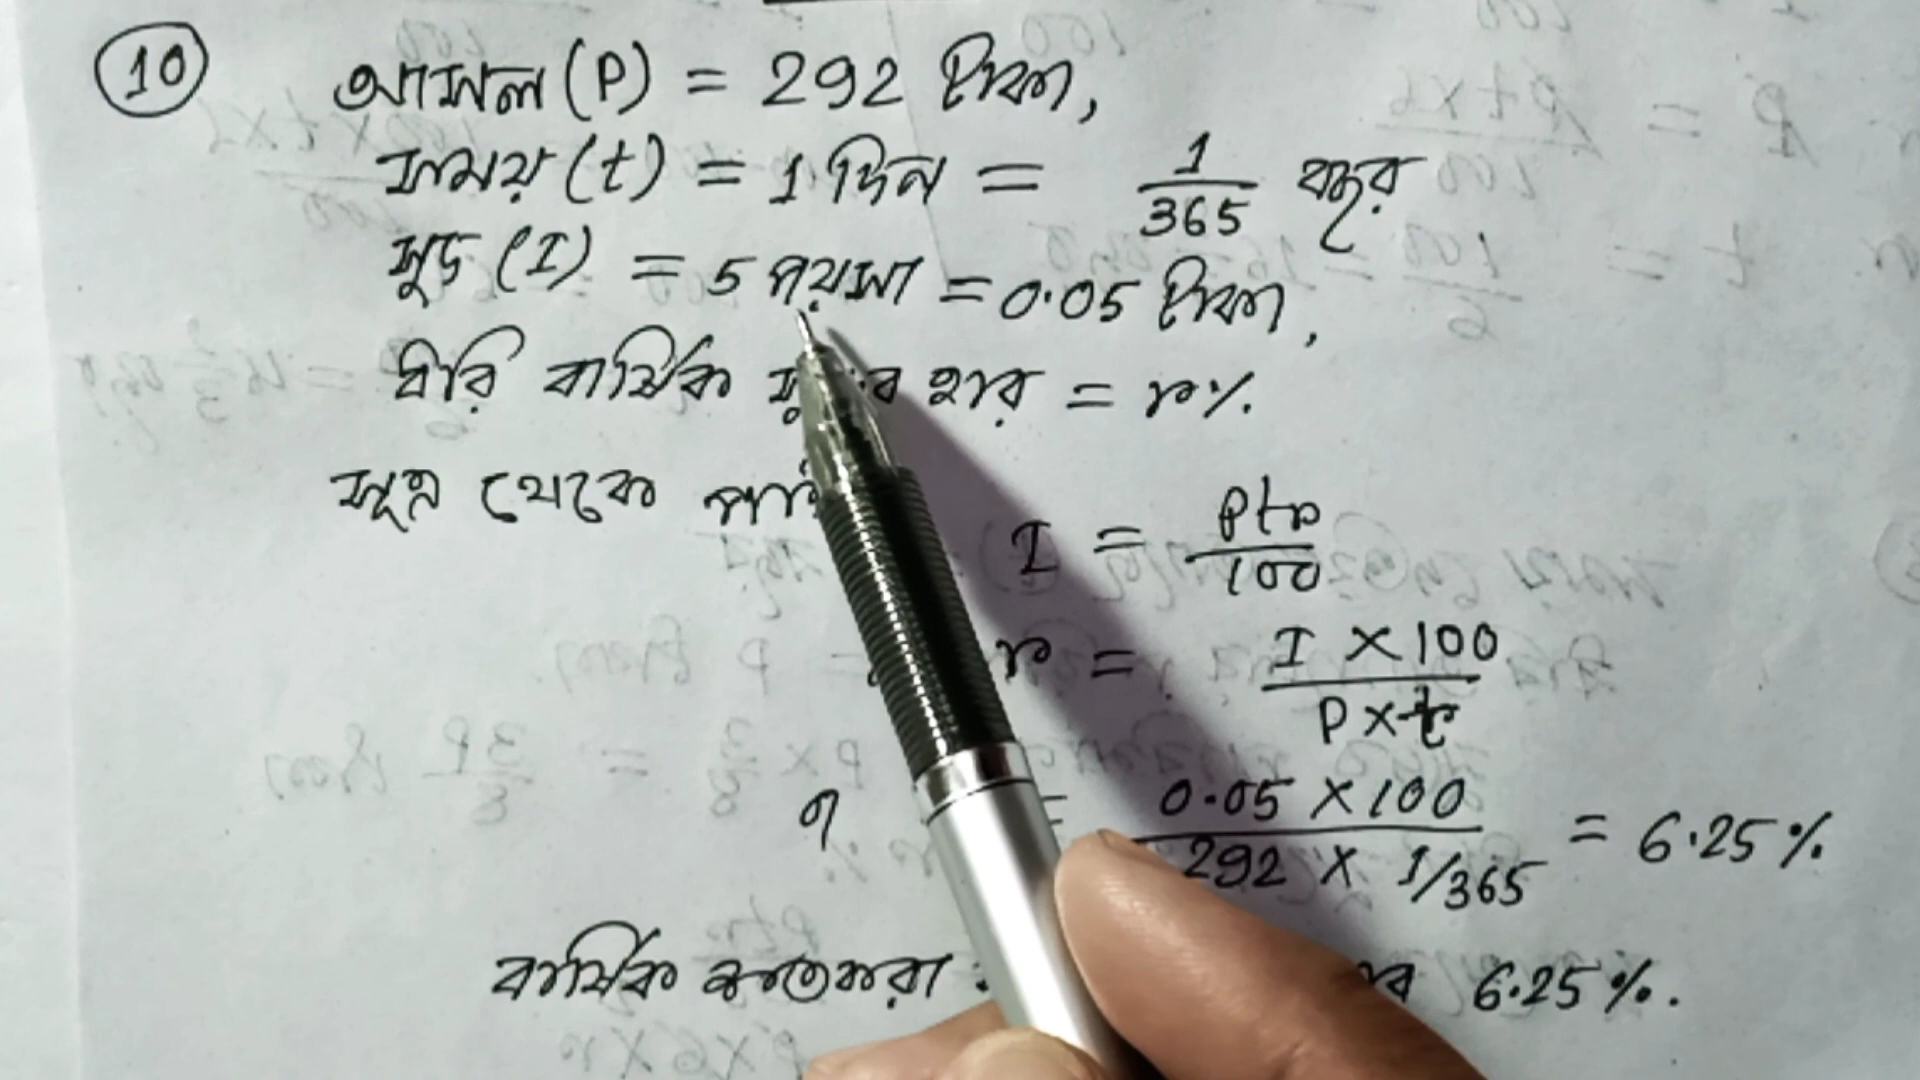 10 আসল (P) = 292 টাকা,
সময় (t) = 1 দিন = 1/365 বছর
সুদ (I) = 5 পয়সা = 0.05 টাকা,
ধরি বার্ষিক হার = r%.
সূত্র থেকে পাই
I = Ptr/100
r = I × 100 / P × t
= 0.05 × 100 / 292 × 1/365 = 6.25%
বার্ষিক শতকরা 6.25%.